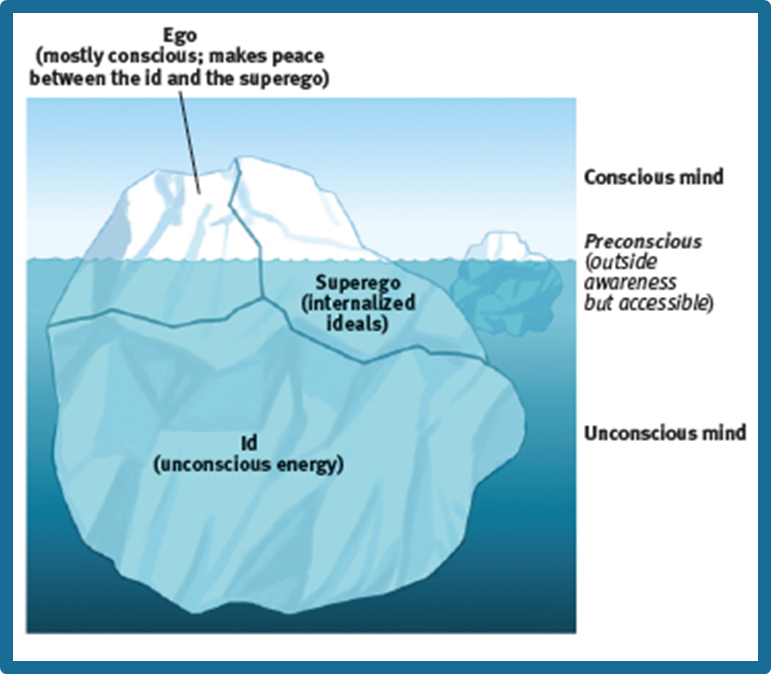 Ego
(mostly conscious; makes peace
between the id and the superego)
Conscious mind
Preconscious
(outside
awareness
but accessible)
Superego
(internalized
ideals)
Unconscious mind
Id
(unconscious energy)